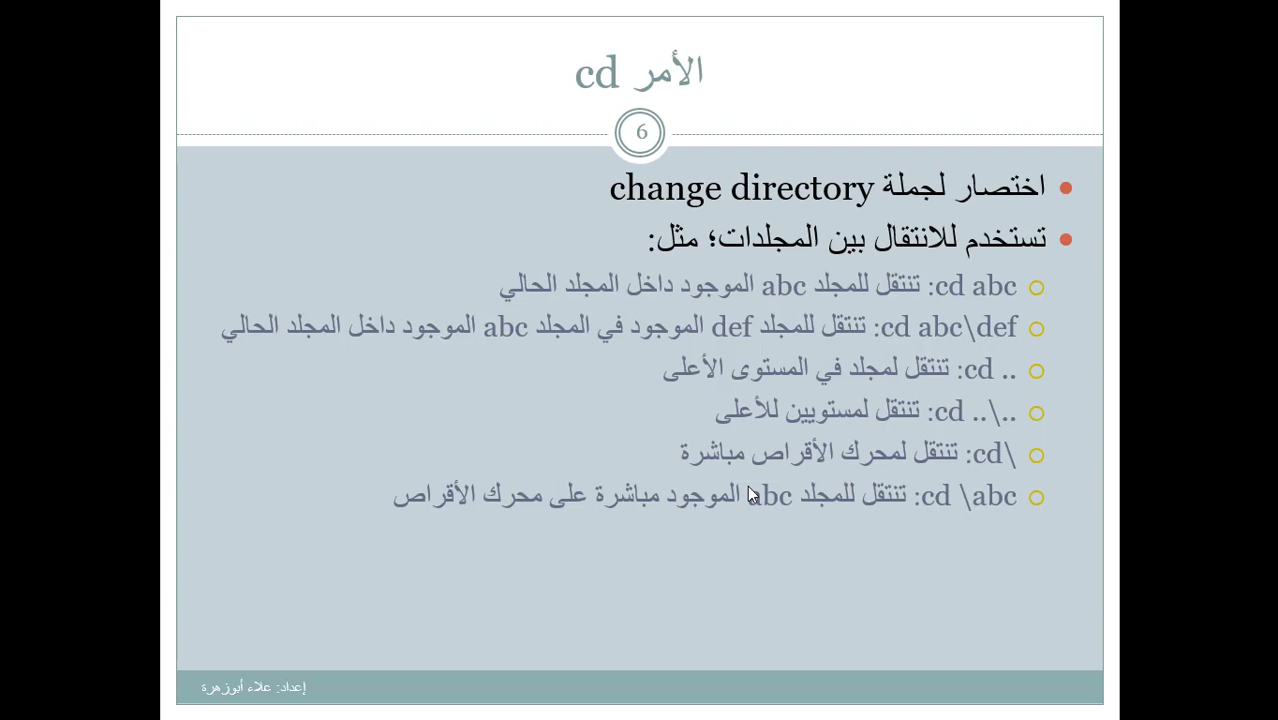 الأمر cd
6
اختصار لجملة change directory
تستخدم للانتقال بين المجلدات؛ مثل:
cd abc: تنتقل للمجلد abc الموجود داخل المجلد الحالي
cd abc\def: تنتقل للمجلد def الموجود في المجلد abc الموجود داخل المجلد الحالي
cd ..: تنتقل لمجلد في المستوى الأعلى
cd ..\..: تنتقل لمستويين للأعلى
cd\: تنتقل لمحرك الأقراص مباشرة
cd \abc: تنتقل للمجلد abc الموجود مباشرة على محرك الأقراص
إعداد: علاء أبوزهرة